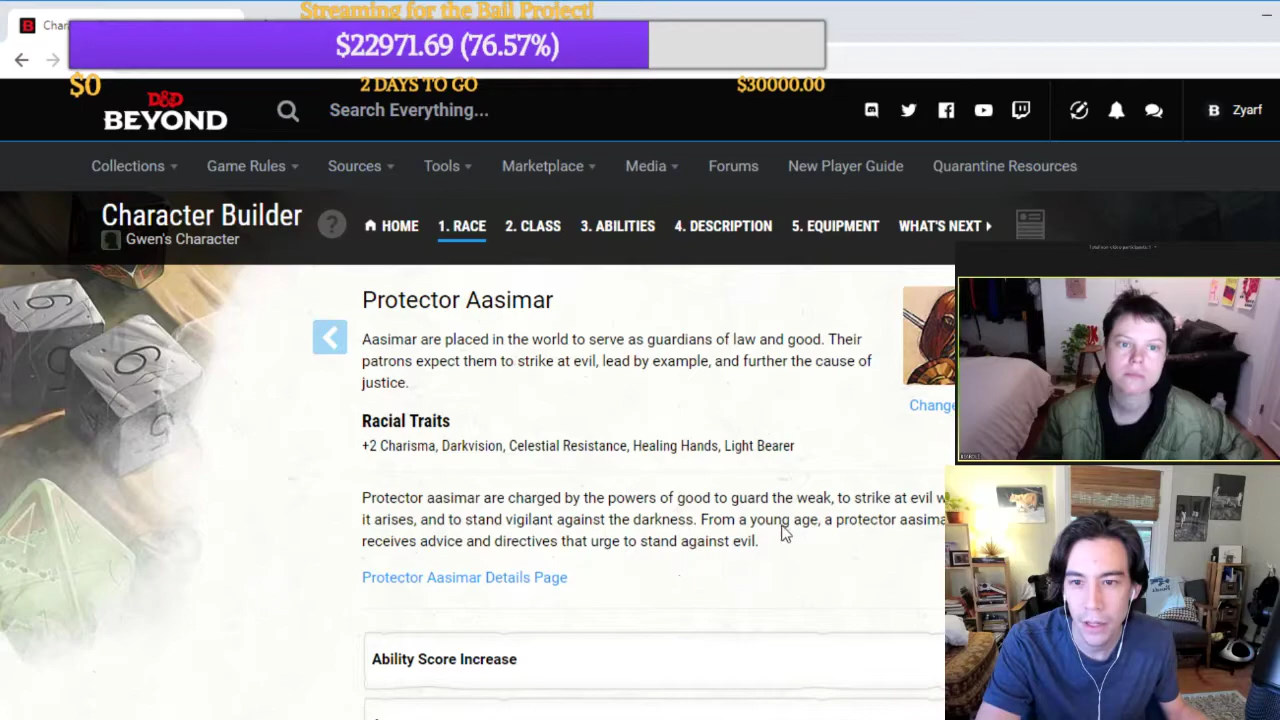 Streaming for the Bail Project!
Char
$22971.69 (76.57%)
$0
2 DAYS TO GO
$30000.00
D&D
BEYOND
Search Everything...
B Zyarf
Collections
Game Rules
Sources
Tools
Marketplace
Media
Forums
New Player Guide
Quarantine Resources
Character Builder
Gwen's Character
?
HOME
1. RACE
2. CLASS
3. ABILITIES
4. DESCRIPTION
5. EQUIPMENT
WHAT'S NEXT
Protector Aasimar
Aasimar are placed in the world to serve as guardians of law and good. Their
patrons expect them to strike at evil, lead by example, and further the cause of
justice.
Change
Racial Traits
+2 Charisma, Darkvision, Celestial Resistance, Healing Hands, Light Bearer
Protector aasimar are charged by the powers of good to guard the weak, to strike at evil w
it arises, and to stand vigilant against the darkness. From a young age, a protector aasima
receives advice and directives that urge to stand against evil.
Protector Aasimar Details Page
Ability Score Increase